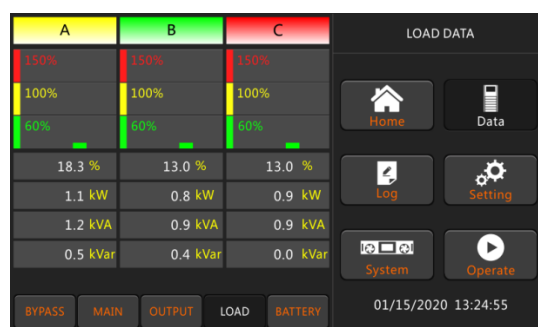 A B C LOAD DATA
150% 150% 150%
100% 100% 100%
60% 60% 60%
Home Data
18.3 % 13.0 % 13.0 %
1.1 kW 0.8 kW 0.9 kW
Log Setting
1.2 kVA 0.9 kVA 0.9 kVA
0.5 kVar 0.4 kVar 0.0 kVar
System Operate
BYPASS MAIN OUTPUT LOAD BATTERY
01/15/2020 13:24:55